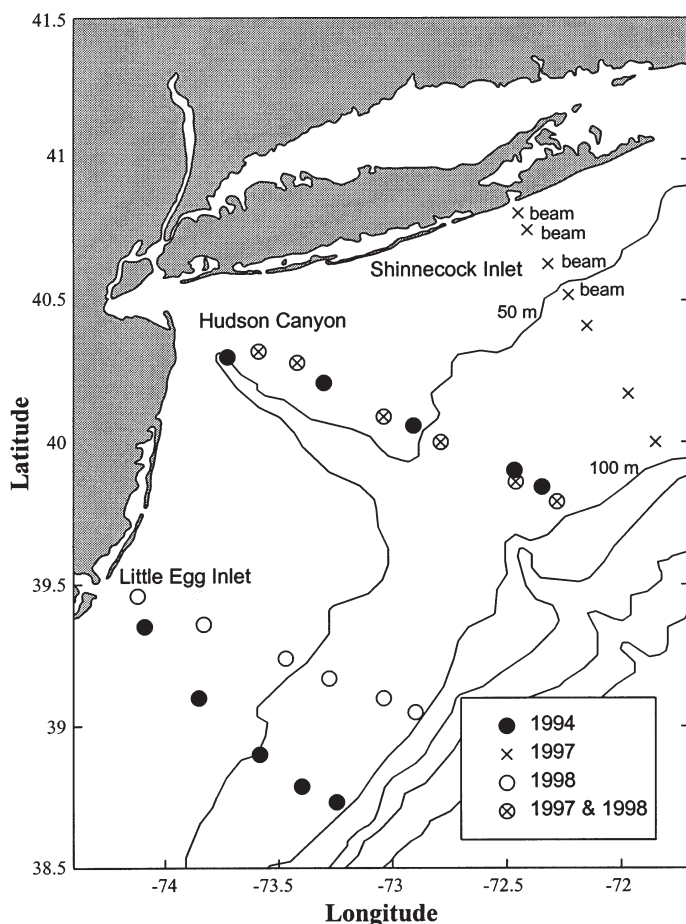 41.5
41
40.5
40
39.5
39
38.5
Latitude
beam
beam
beam
beam
Shinnecock Inlet
50 m
Hudson Canyon
100 m
Little Egg Inlet
1994
1997
1998
1997 & 1998
-74
-73.5
-73
-72.5
-72
Longitude